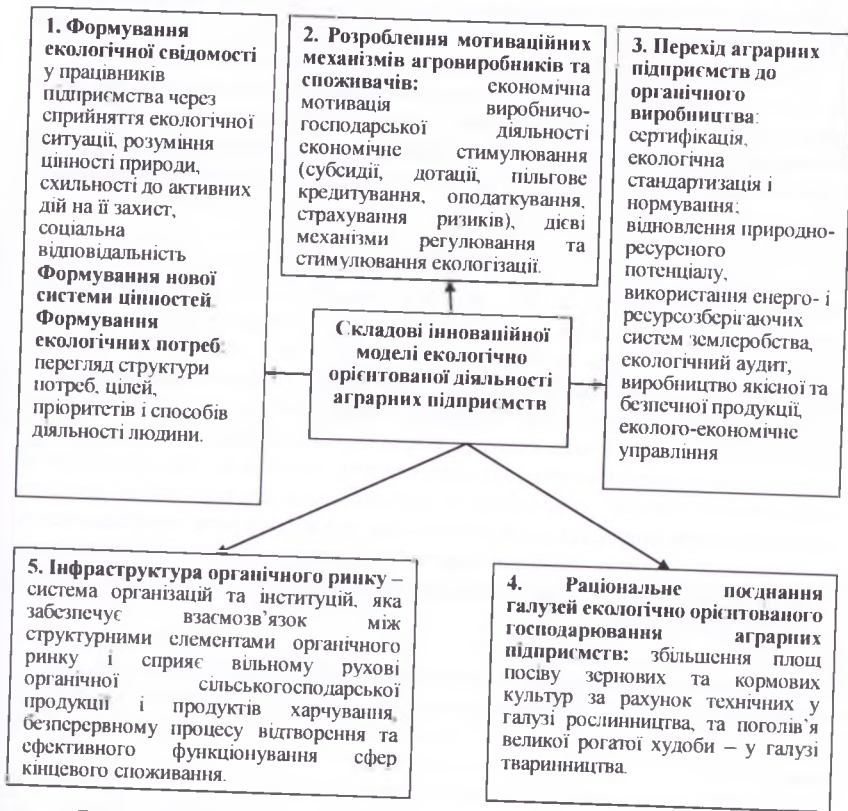 1. Формування
екологічної свідомості
у працівників
підприємства через
сприйняття екологічної
ситуації, розуміння
цінності природи,
схильності до активних
дій на її захист,
соціальна
відповідальність
Формування нової
системи цінностей
Формування
екологічних потреб:
перегляд структури
потреб, цілей,
пріоритетів і способів
діяльності людини.
2. Розроблення мотиваційних
механізмів агровиробників та
споживачів: економічна
мотивація виробничо-
господарської діяльності
економічне стимулювання
(субсидії, дотації, пільгове
кредитування, оподаткування,
страхування ризиків), дієві
механізми регулювання та
стимулювання екологізації.
3. Перехід аграрних
підприємств до
органічного
виробництва:
сертифікація,
екологічна
стандартизація і
нормування;
відновлення природно-
ресурсного
потенціалу,
використання енерго- і
ресурсозберігаючих
систем землеробства,
екологічний аудит,
виробництво якісної та
безпечної продукції,
еколого-економічне
управління
Складові інноваційної
моделі екологічно
орієнтованої діяльності
аграрних підприємств
5. Інфраструктура органічного ринку –
система організацій та інституцій, яка
забезпечує взаємозв'язок між
структурними елементами органічного
ринку і сприяє вільному рухові
органічної сільськогосподарської
продукції і продуктів харчування,
безперервному процесу відтворення та
ефективного функціонування сфер
кінцевого споживання.
4. Раціональне поєднання
галузей екологічно орієнтованого
господарювання аграрних
підприємств: збільшення площ
посіву зернових та кормових
культур за рахунок технічних у
галузі рослинництва, та поголів'я
великої рогатої худоби – у галузі
тваринництва.